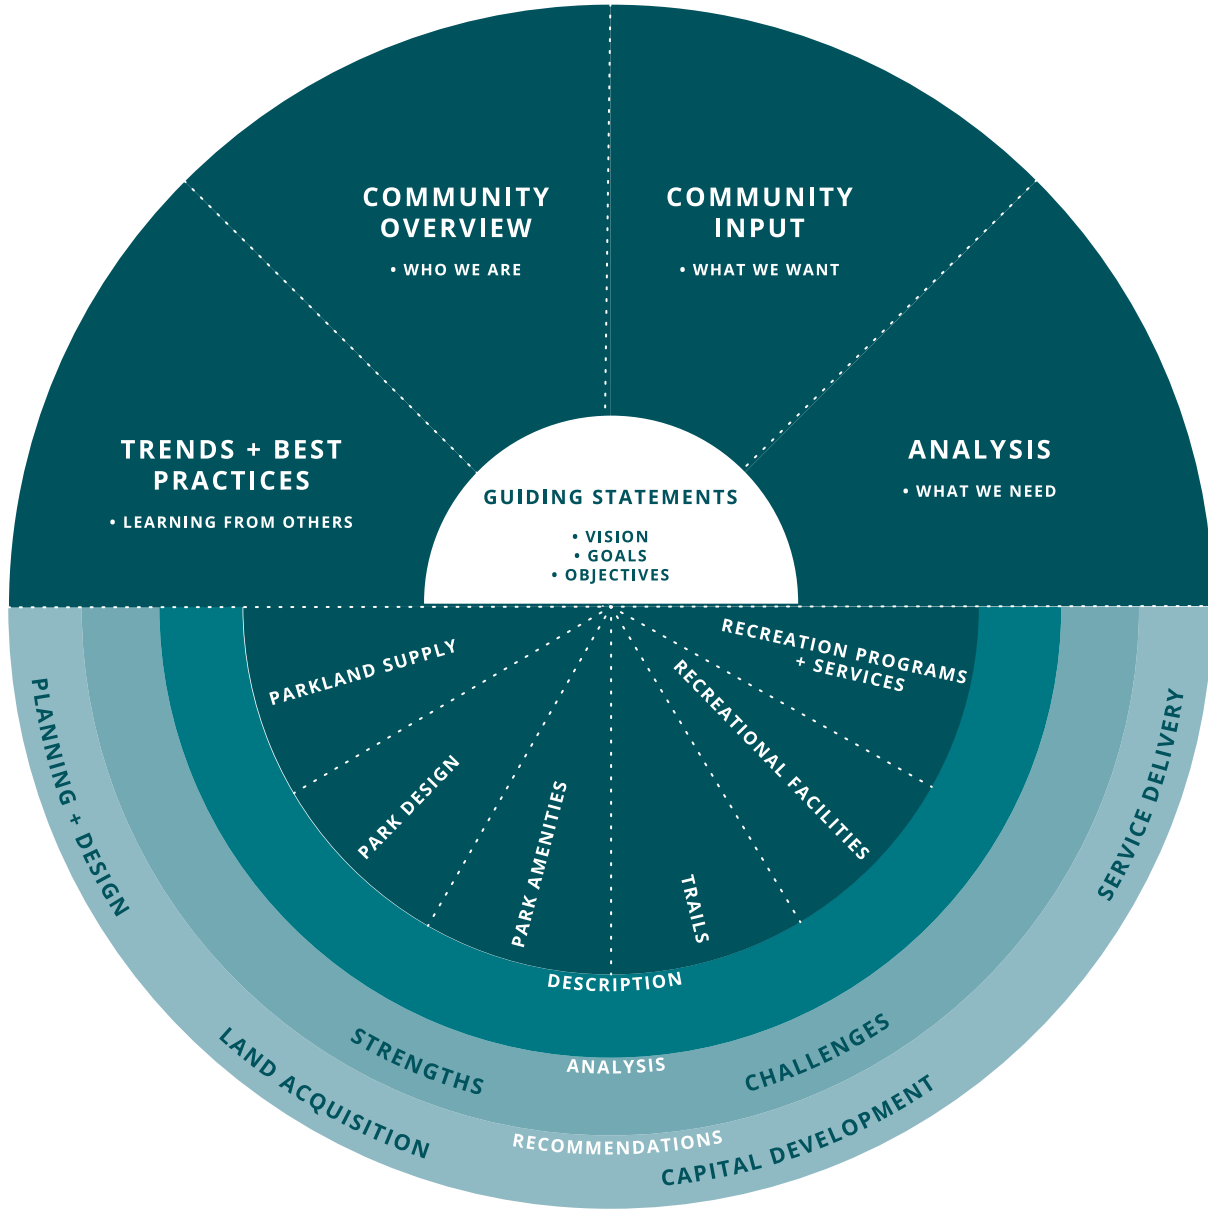 COMMUNITY
OVERVIEW
• WHO WE ARE
COMMUNITY
INPUT
• WHAT WE WANT
TRENDS + BEST
PRACTICES
• LEARNING FROM OTHERS
ANALYSIS
• WHAT WE NEED
GUIDING STATEMENTS
• VISION
• GOALS
• OBJECTIVES
PARKLAND SUPPLY
PARK DESIGN
PARK AMENITIES
TRAILS
RECREATIONAL FACILITIES
RECREATION PROGRAMS
+ SERVICES
DESCRIPTION
STRENGTHS
ANALYSIS
CHALLENGES
PLANNING + DESIGN
LAND ACQUISITION
RECOMMENDATIONS
CAPITAL DEVELOPMENT
SERVICE DELIVERY